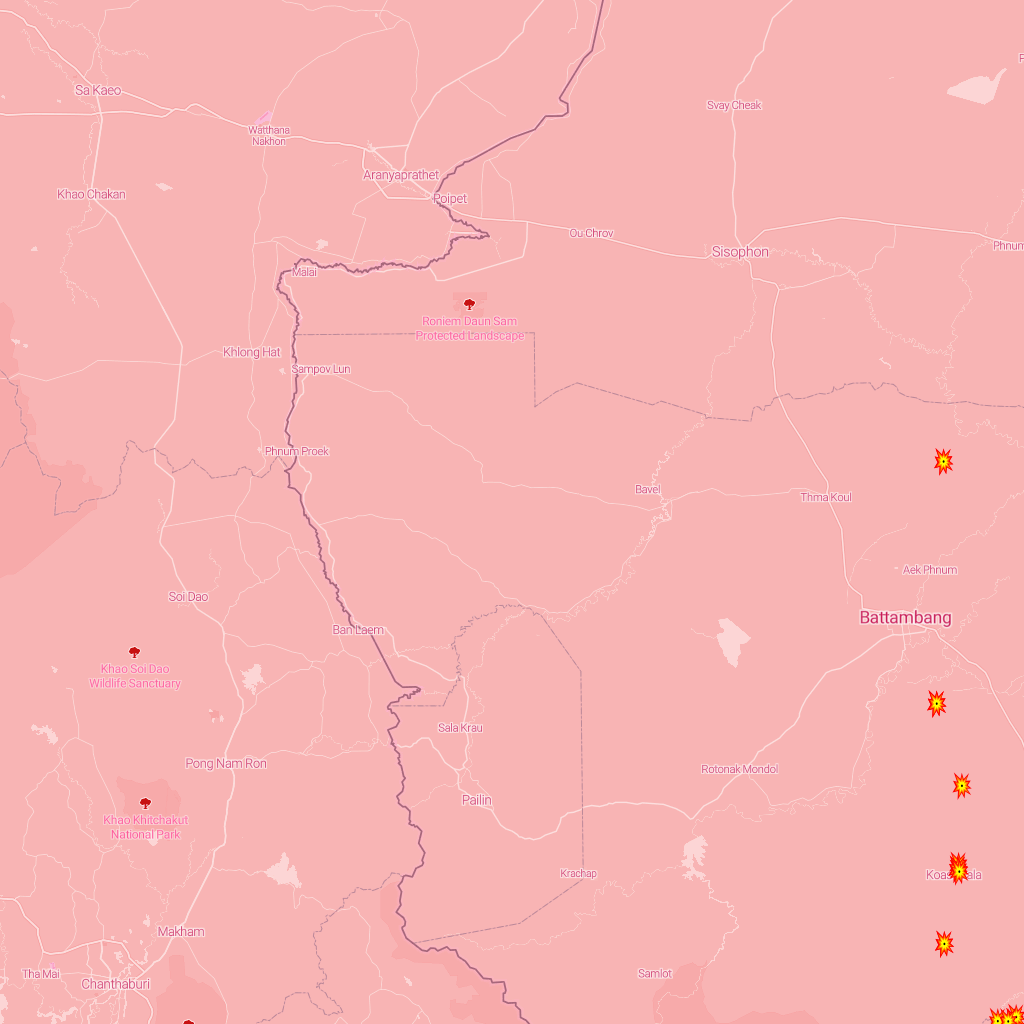 Sa Kaeo
Svay Cheak
Watthana
Nakhon
Aranyaprathet
Khao Chakan
Poipet
Ou Chrov
Sisophon
Phnum
Malai
Roniem Daun Sam
Protected Landscape
Khlong Hat
Sampov Lun
Phnum Proek
Bavel
Thma Koul
Aek Phnum
Soi Dao
Battambang
Ban Laem
Khao Soi Dao
Wildlife Sanctuary
Sala Krau
Pong Nam Ron
Rotonak Mondol
Pailin
Khao Khitchakut
National Park
Krachap
Makham
Tha Mai
Samlot
Chanthaburi